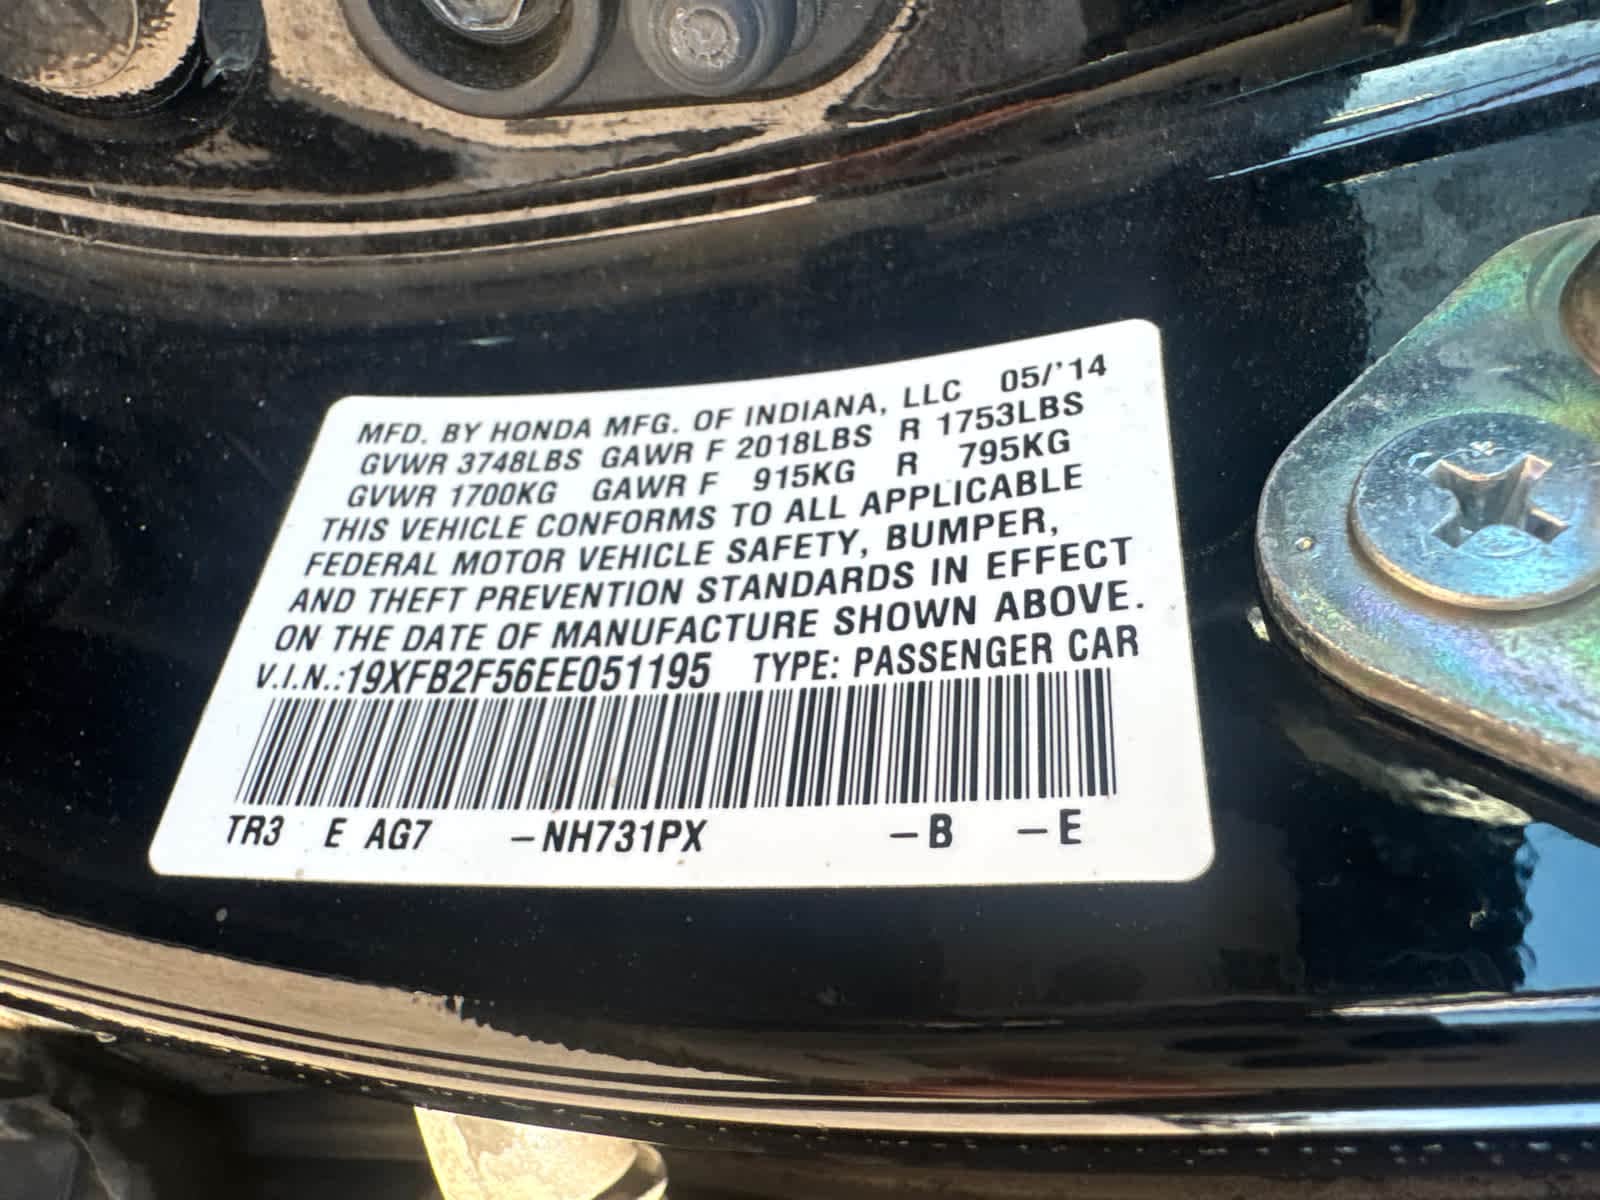 MFD. BY HONDA MFG. OF INDIANA, LLC 05/'14
GVWR 3748LBS GAWR F 2018LBS R 1753LBS
GVWR 1700KG GAWR F 915KG R 795KG
THIS VEHICLE CONFORMS TO ALL APPLICABLE
FEDERAL MOTOR VEHICLE SAFETY, BUMPER,
AND THEFT PREVENTION STANDARDS IN EFFECT
ON THE DATE OF MANUFACTURE SHOWN ABOVE.
V.I.N.:19XFB2F56EE051195 TYPE: PASSENGER CAR
TR3 E AG7 –NH731PX –B –E